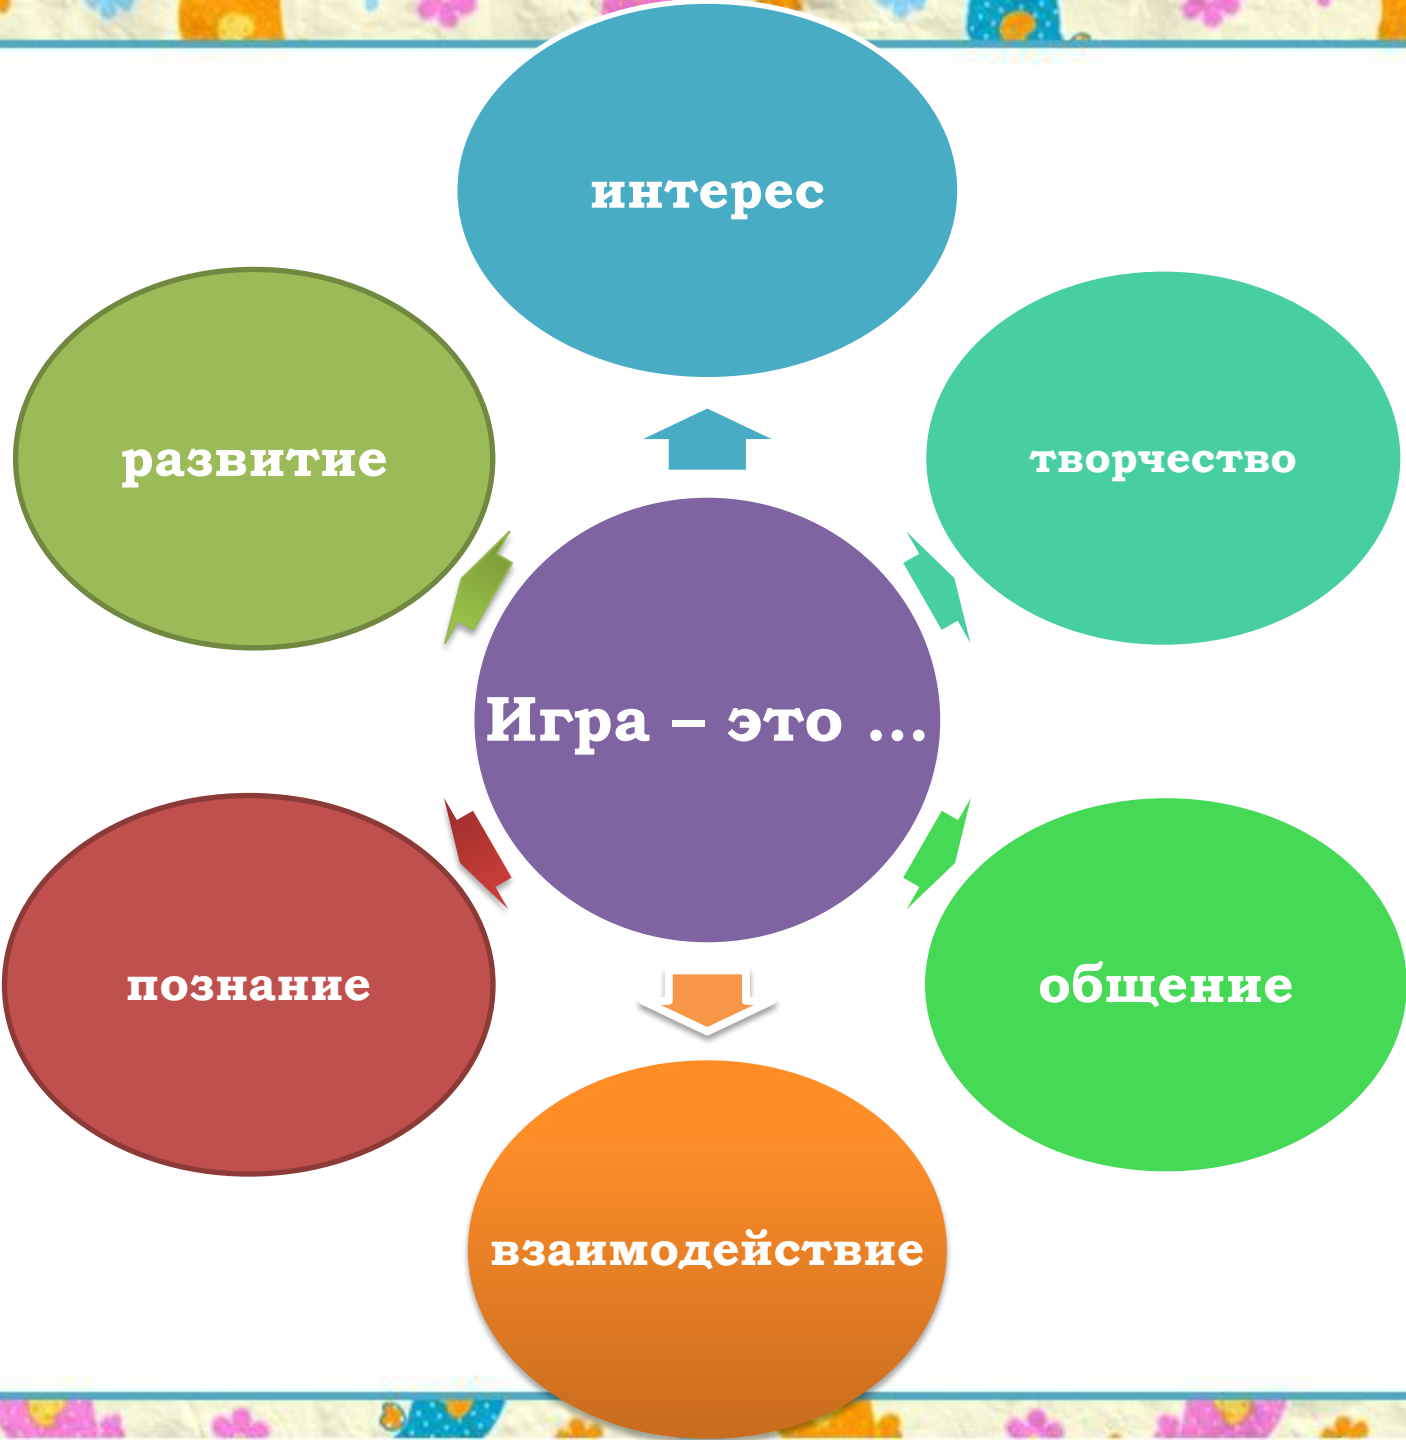 интерес
развитие
творчество
Игра – это ...
познание
общение
взаимодействие